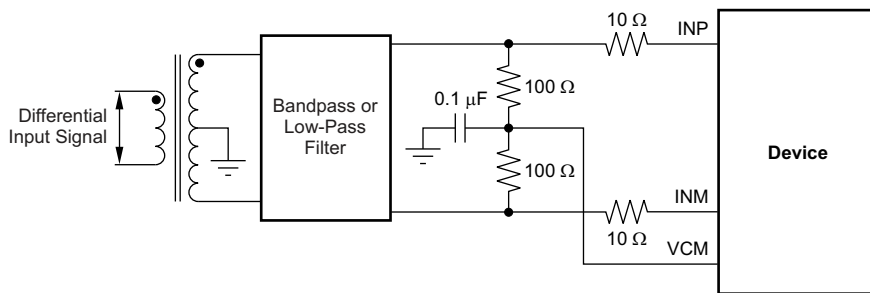 10 Ω
INP
100 Ω
0.1 μF
Differential
Input Signal
Bandpass or
Low-Pass
Filter
Device
100 Ω
INM
10 Ω
VCM